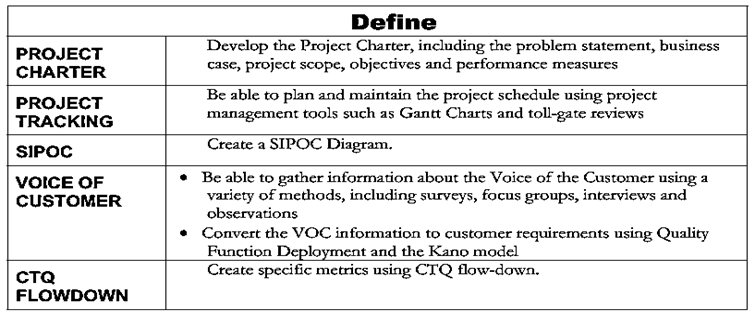 Define
PROJECT
CHARTER
Develop the Project Charter, including the problem statement, business
case, project scope, objectives and performance measures
PROJECT
TRACKING
Be able to plan and maintain the project schedule using project
management tools such as Gantt Charts and toll-gate reviews
SIPOC
Create a SIPOC Diagram.
VOICE OF
CUSTOMER
• Be able to gather information about the Voice of the Customer using a
variety of methods, including surveys, focus groups, interviews and
observations
• Convert the VOC information to customer requirements using Quality
Function Deployment and the Kano model
CTQ
FLOWDOWN
Create specific metrics using CTQ flow-down.